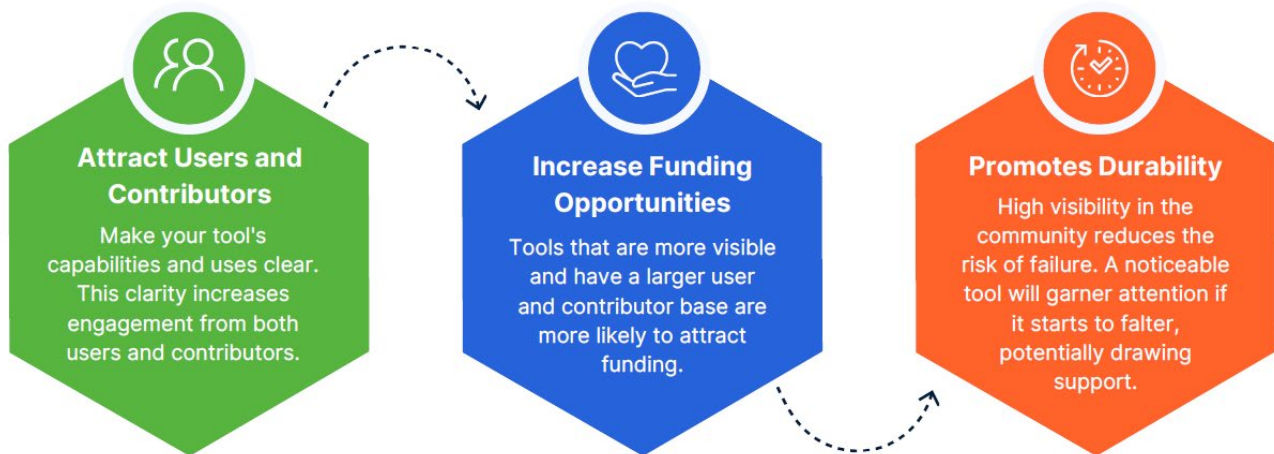 Attract Users and
Contributors
Make your tool's
capabilities and uses clear.
This clarity increases
engagement from both
users and contributors.
Increase Funding
Opportunities
Tools that are more visible
and have a larger user
and contributor base are
more likely to attract
funding.
Promotes Durability
High visibility in the
community reduces the
risk of failure. A noticeable
tool will garner attention if
it starts to falter,
potentially drawing
support.